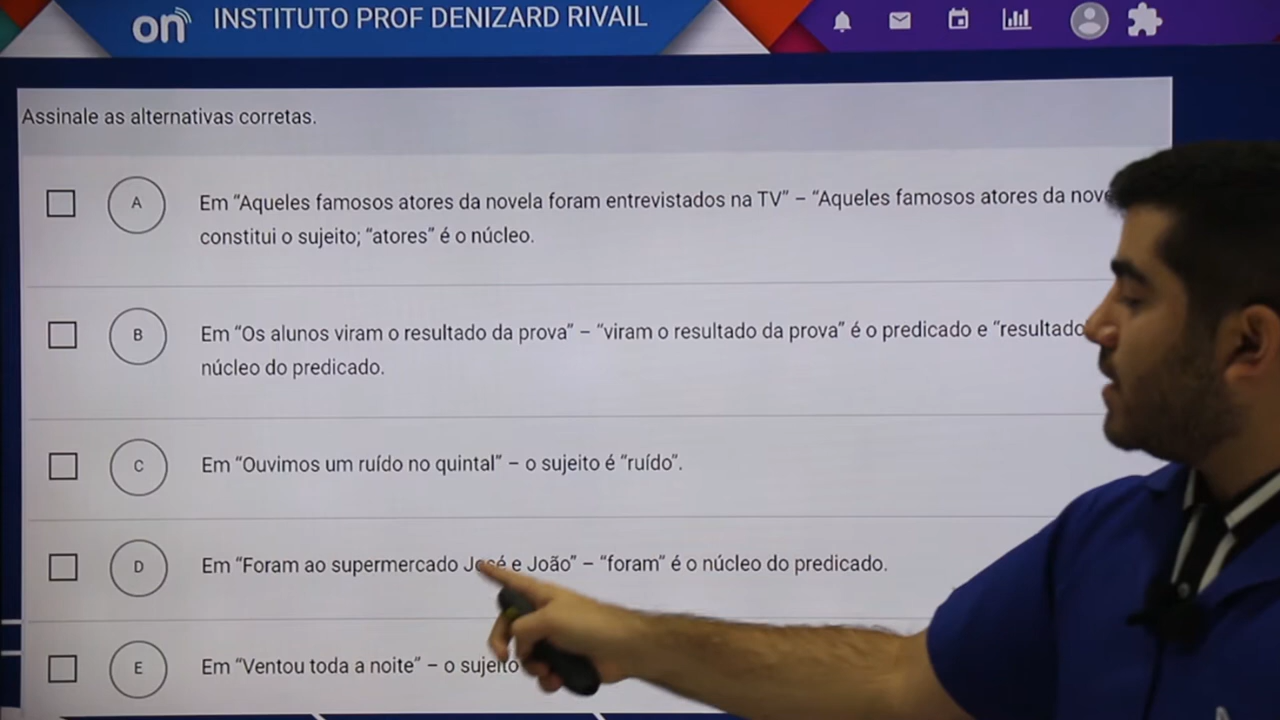 on INSTITUTO PROF DENIZARD RIVAIL
Assinale as alternativas corretas.
A Em “Aqueles famosos atores da novela foram entrevistados na TV” – “Aqueles famosos atores da
constitui o sujeito; “atores” é o núcleo.
B Em “Os alunos viram o resultado da prova” – “viram o resultado da prova” é o predicado e “resultado
núcleo do predicado.
C Em “Ouvimos um ruído no quintal” – o sujeito é “ruído”.
D Em “Foram ao supermercado José e João” – “foram” é o núcleo do predicado.
E Em “Ventou toda a noite” – o sujeito